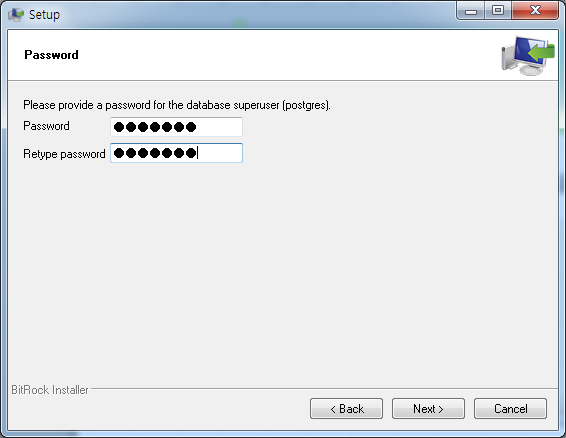 Setup
Password
Please provide a password for the database superuser (postgres).
Password ●●●●●●●
Retype password ●●●●●●●
BitRock Installer
< Back Next > Cancel